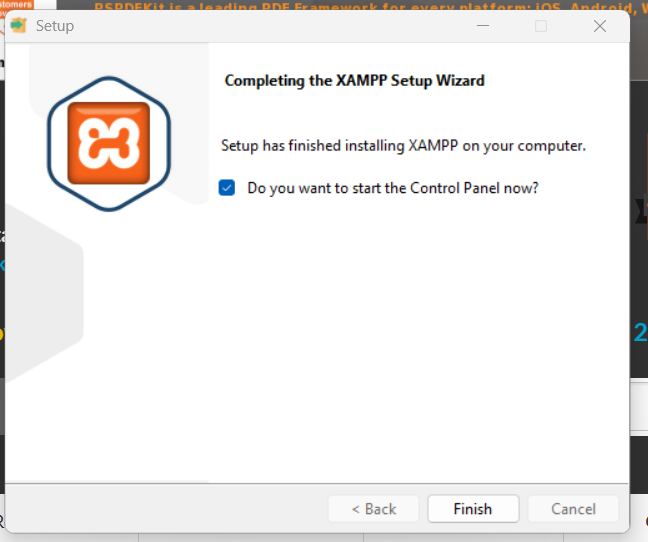 PSPDFKit is a leading PDF Framework for every platform: iOS, Android, W
Setup
Completing the XAMPP Setup Wizard
Setup has finished installing XAMPP on your computer.
Do you want to start the Control Panel now?
2
< Back
Finish
Cancel